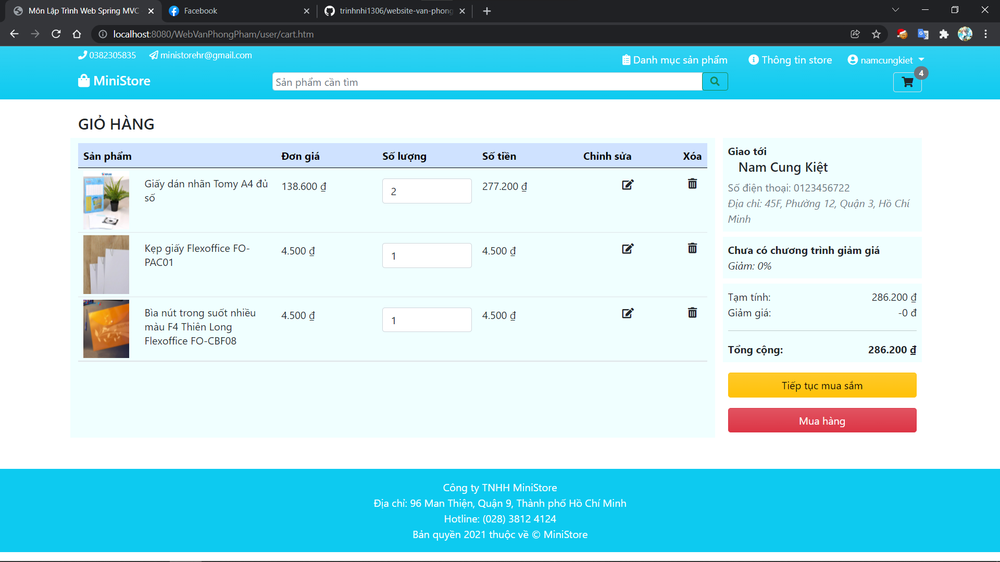 Môn Lập Trình Web Spring MVC
Facebook
trinhnhi1306/website-van-phong
localhost:8080/WebVanPhongPham/user/cart.htm
0382305835
ministorehr@gmail.com
Danh mục sản phẩm
Thông tin store
namcungkiet
MiniStore
Sản phẩm cần tìm
4
GIỎ HÀNG
Sản phẩm Đơn giá Số lượng Số tiền Chỉnh sửa Xóa
Giấy dán nhãn Tomy A4 đủ
số
138.600 ₫
2
277.200 ₫
Kẹp giấy Flexoffice FO-
PAC01
4.500 ₫
1
4.500 ₫
Bìa nút trong suốt nhiều
màu F4 Thiên Long
Flexoffice FO-CBF08
4.500 ₫
1
4.500 ₫
Giao tới
Nam Cung Kiệt
Số điện thoại: 0123456722
Địa chỉ: 45F, Phường 12, Quận 3, Hồ Chí
Minh
Chưa có chương trình giảm giá
Giảm: 0%
Tạm tính: 286.200 ₫
Giảm giá: -0 đ
Tổng cộng: 286.200 ₫
Tiếp tục mua sắm
Mua hàng
Công ty TNHH MiniStore
Địa chỉ: 96 Man Thiện, Quận 9, Thành phố Hồ Chí Minh
Hotline: (028) 3812 4124
Bản quyền 2021 thuộc về © MiniStore